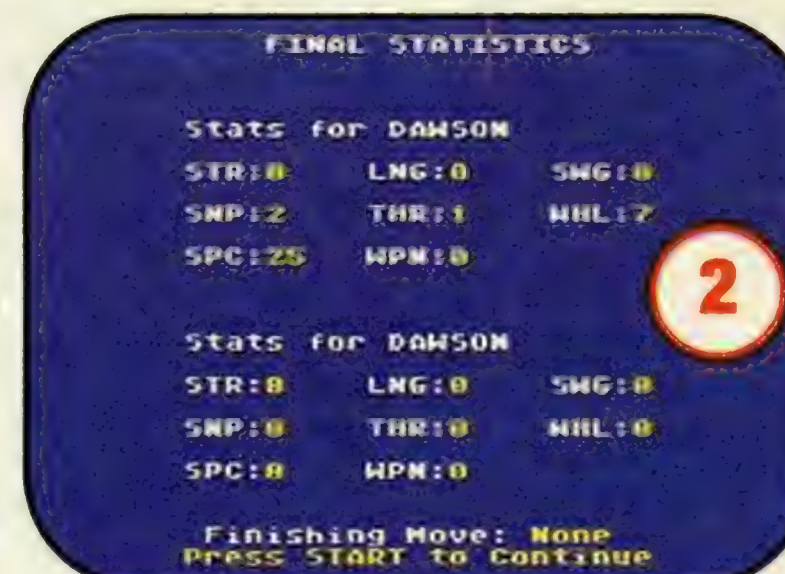 FINAL STATISTICS
Stats for DAWSON
STR:0 LNG:0 SWG:0
SNP:2 THR:1 WHL:7
SPC:25 WPN:0
2
Stats for DAWSON
STR:0 LNG:0 SWG:0
SNP:0 THR:0 WHL:0
SPC:0 WPN:0
Finishing Move: None
Press START to Continue